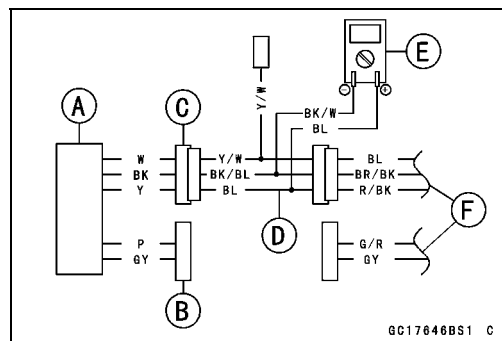 E
A
C
Y/W
BK/W
BL
W Y/W BL
BK BK/BL BR/BK
Y BL R/BK
F
D
P G/R
GY GY
B
GC17646BS1 C